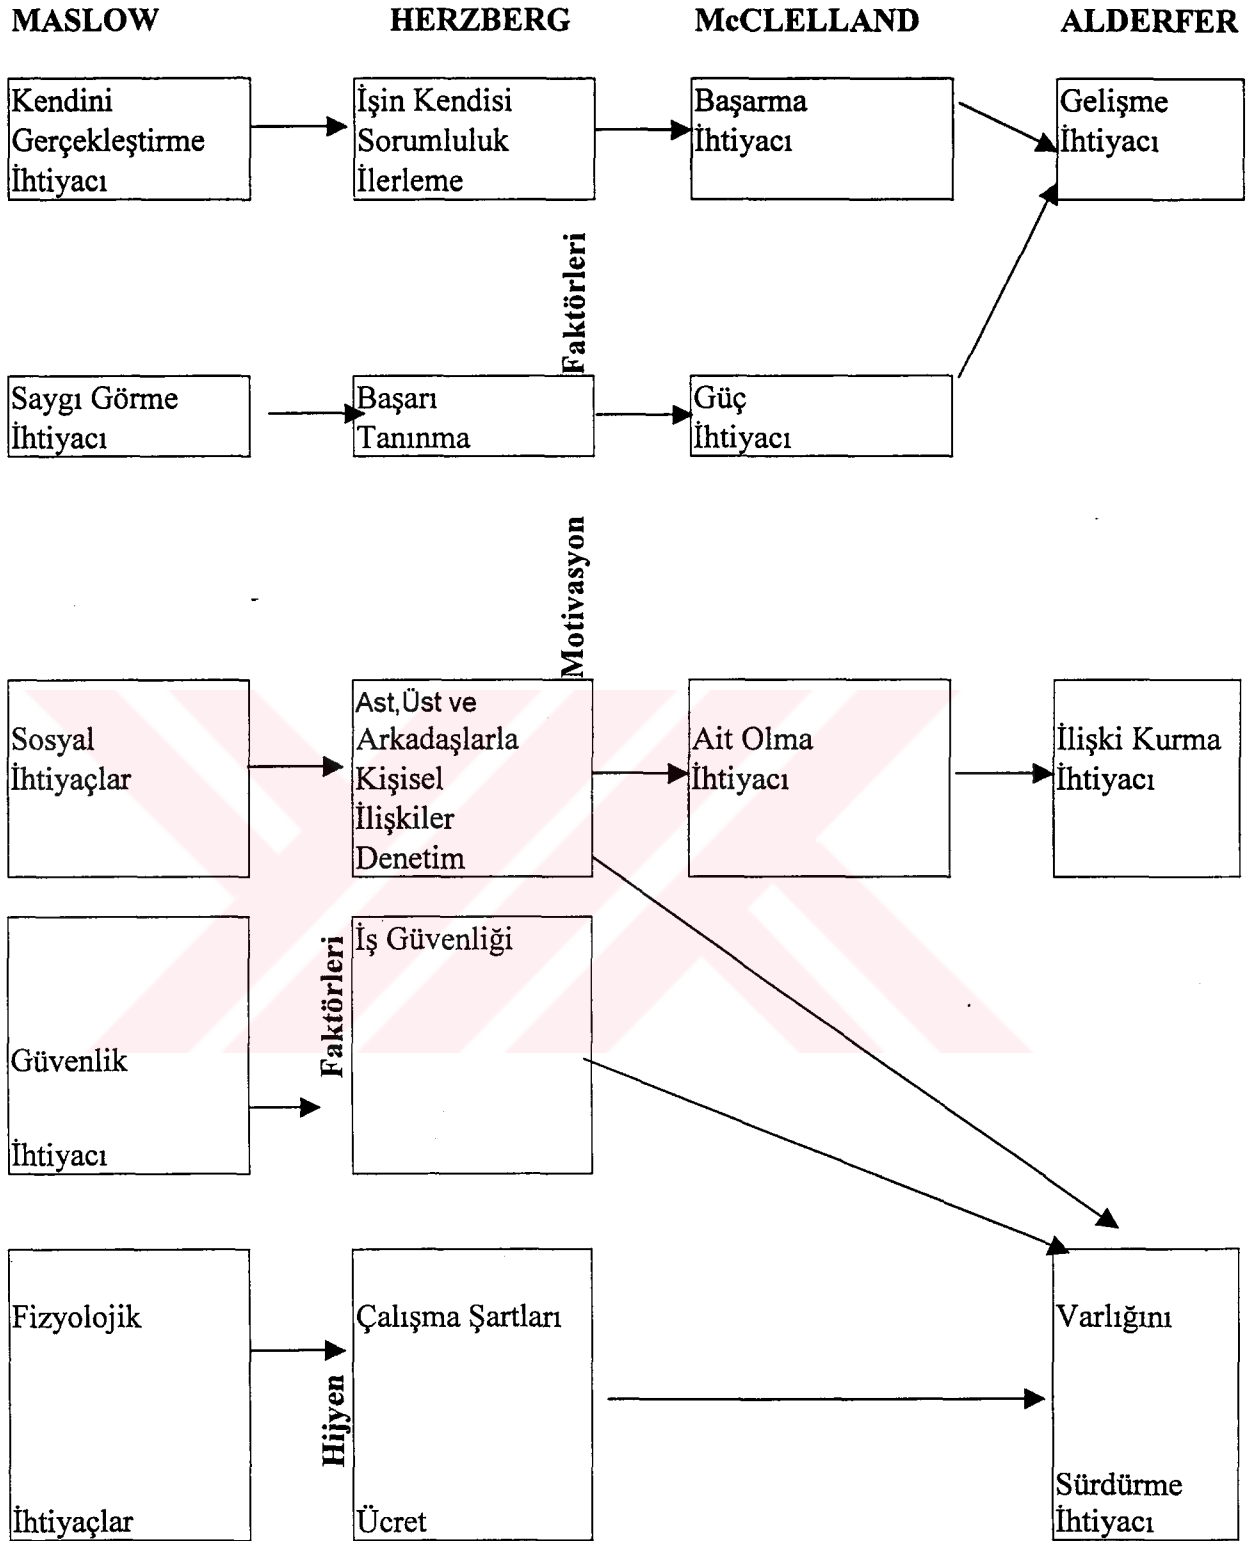 MASLOW HERZBERG McCLELLAND ALDERFER
Kendini
Gerçekleştirme
İhtiyacı
İşin Kendisi
Sorumluluk
İlerleme
Başarma
İhtiyacı
Gelişme
İhtiyacı
Motivasyon Faktörleri
Saygı Görme
İhtiyacı
Başarı
Tanınma
Güç
İhtiyacı
Sosyal
İhtiyaçlar
Ast,Üst ve
Arkadaşlarla
Kişisel
İlişkiler
Denetim
Ait Olma
İhtiyacı
İlişki Kurma
İhtiyacı
Güvenlik
İhtiyacı
Hijyen Faktörleri
İş Güvenliği
Fizyolojik
İhtiyaçlar
Çalışma Şartları
Ücret
Varlığını
Sürdürme
İhtiyacı